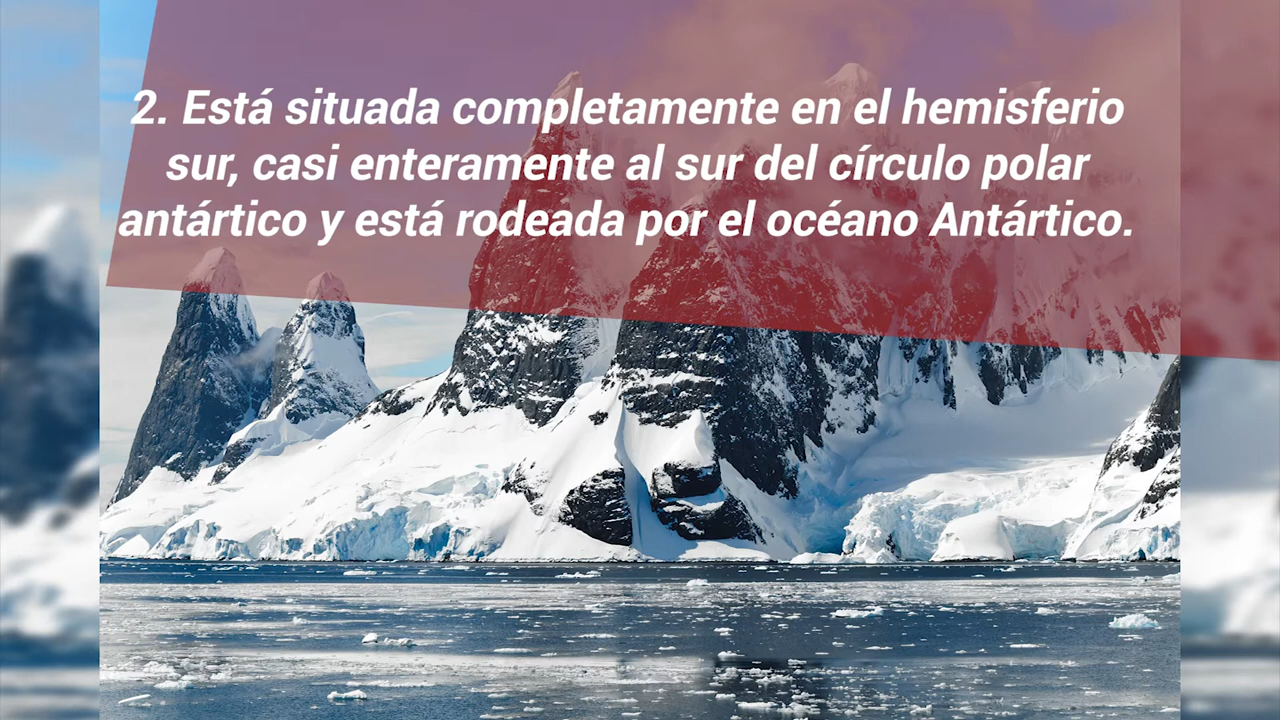 2. Está situada completamente en el hemisferio
sur, casi enteramente al sur del círculo polar
antártico y está rodeada por el océano Antártico.